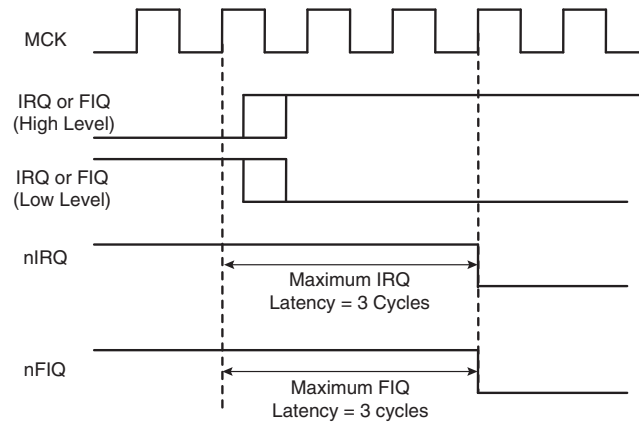 MCK
IRQ or FIQ
(High Level)
IRQ or FIQ
(Low Level)
nIRQ
Maximum IRQ
Latency = 3 Cycles
nFIQ
Maximum FIQ
Latency = 3 cycles